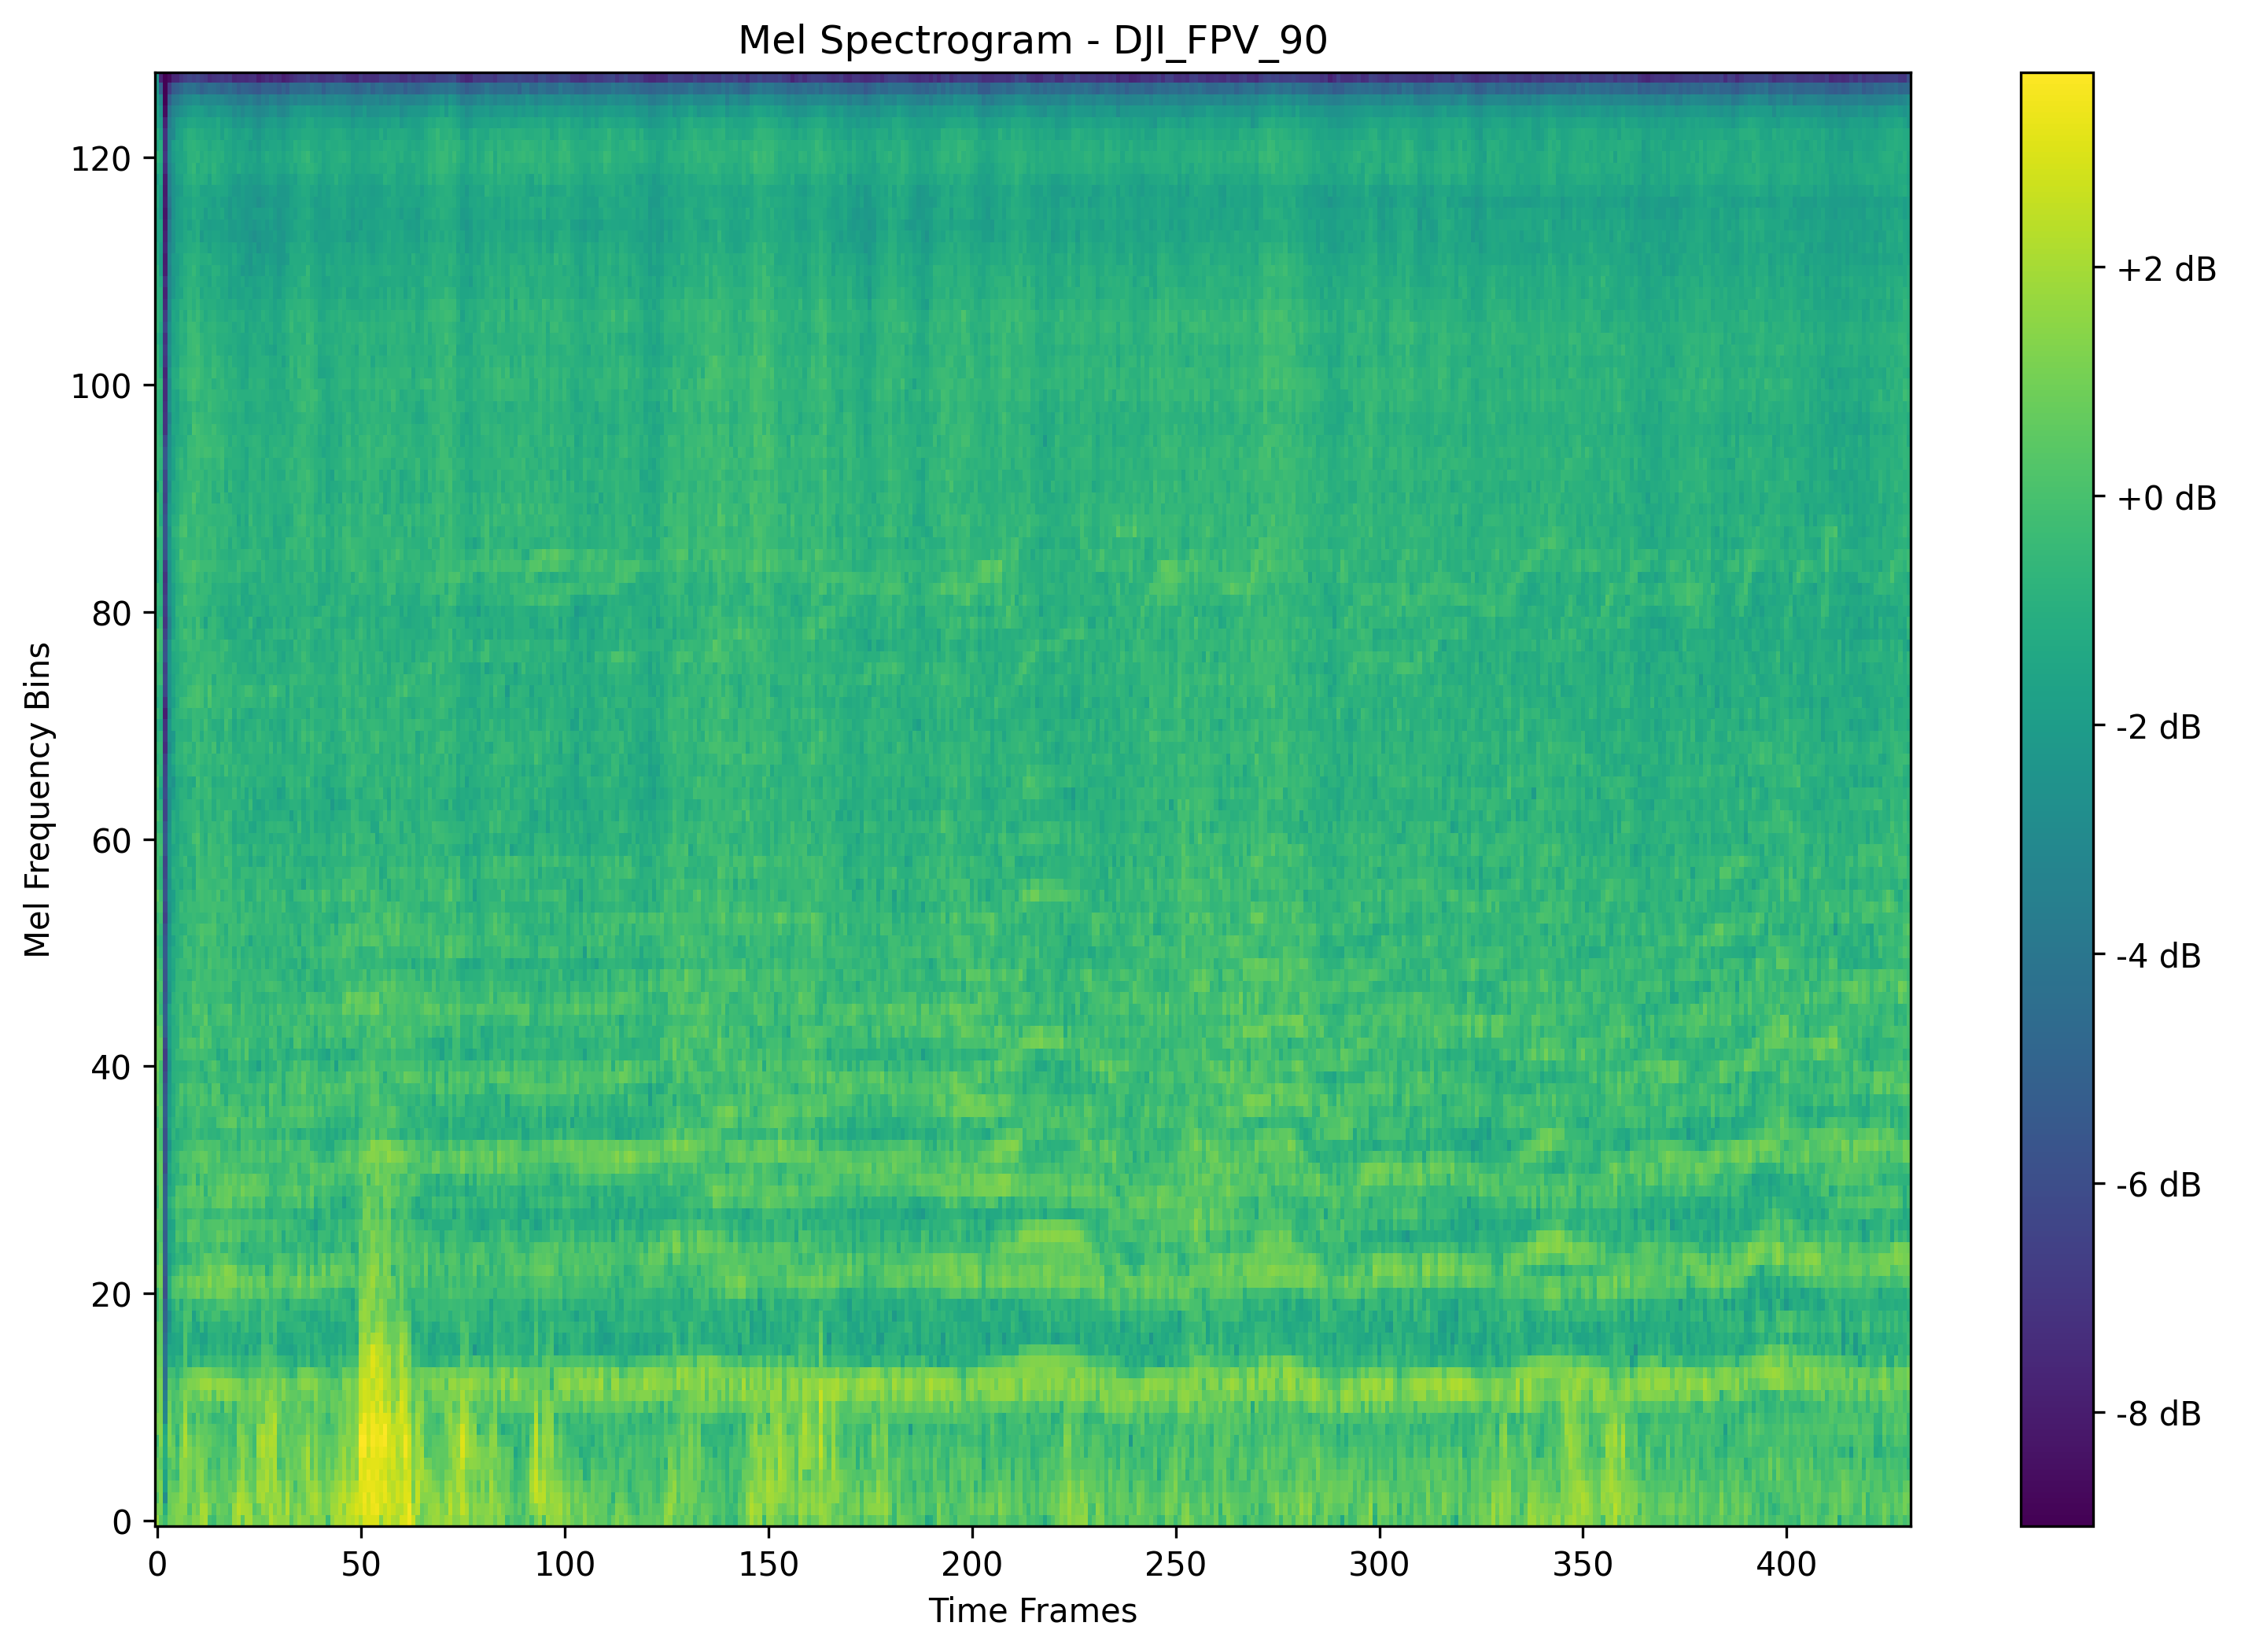 Mel Spectrogram - DJI_FPV_90
Mel Frequency Bins
120
100
80
60
40
20
0
0 50 100 150 200 250 300 350 400
Time Frames
+2 dB
+0 dB
-2 dB
-4 dB
-6 dB
-8 dB